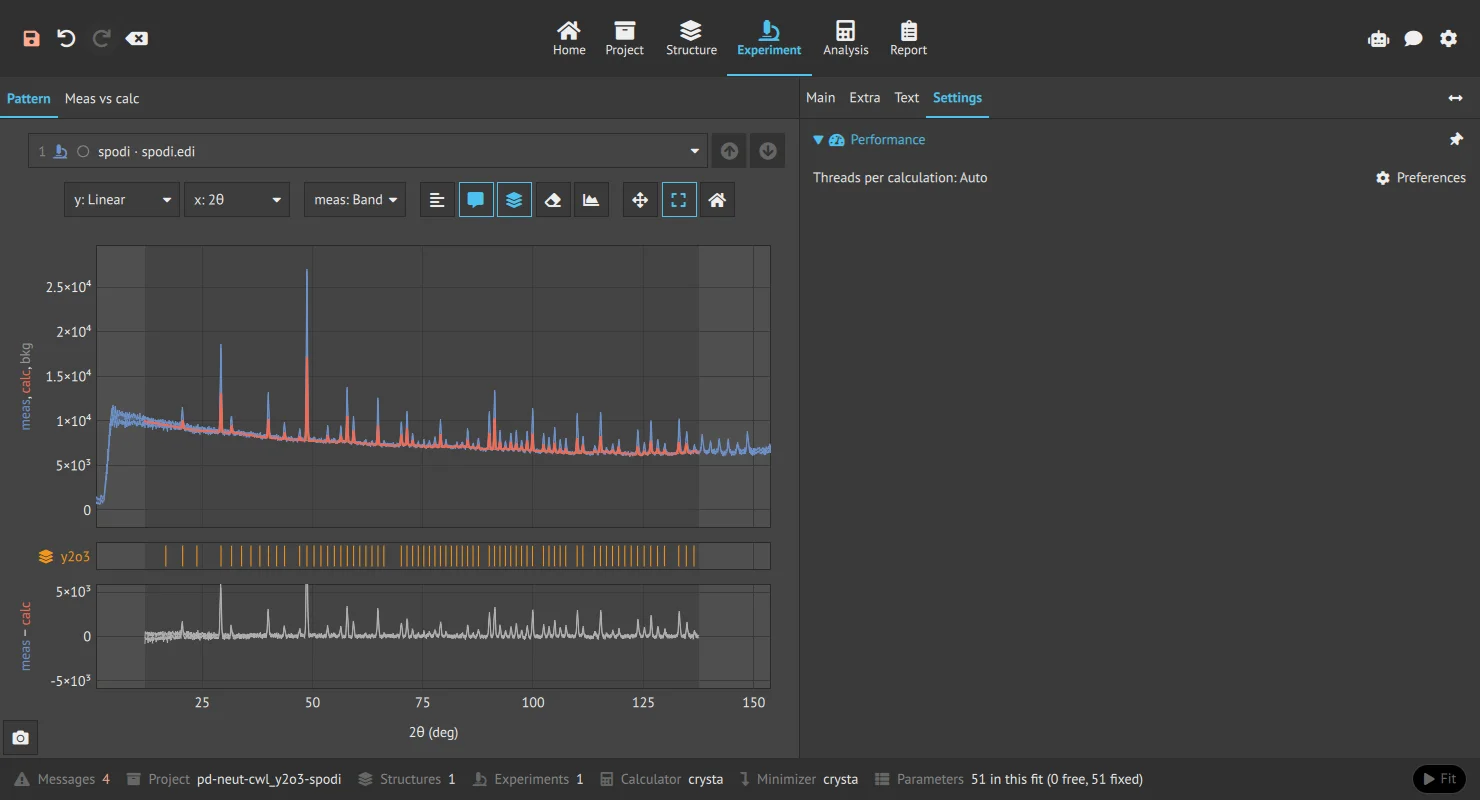 Home
Project
Structure
Experiment
Analysis
Report
Pattern
Meas vs calc
Main
Extra
Text
Settings
1 spodi · spodi.edi
Performance
Threads per calculation: Auto
Preferences
y: Linear
x: 2θ
meas: Band
2.5×10⁴
2×10⁴
1.5×10⁴
1×10⁴
5×10³
0
meas, calc, bkg
y2o3
5×10³
0
-5×10³
meas − calc
25
50
75
100
125
150
2θ (deg)
Messages 4
Project pd-neut-cwl_y2o3-spodi
Structures 1
Experiments 1
Calculator crysta
Minimizer crysta
Parameters 51 in this fit (0 free, 51 fixed)
Fit